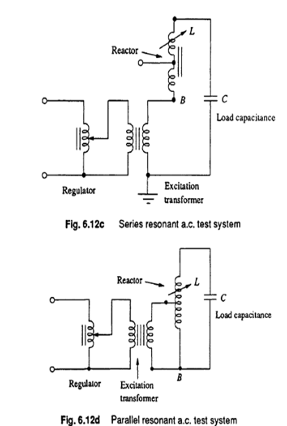 L
Reactor
B
C
Load capacitance
Regulator
Excitation
transformer
Fig. 6.12c Series resonant a.c. test system
Reactor
L
C
Load capacitance
Regulator
Excitation
transformer
B
Fig. 6.12d Parallel resonant a.c. test system